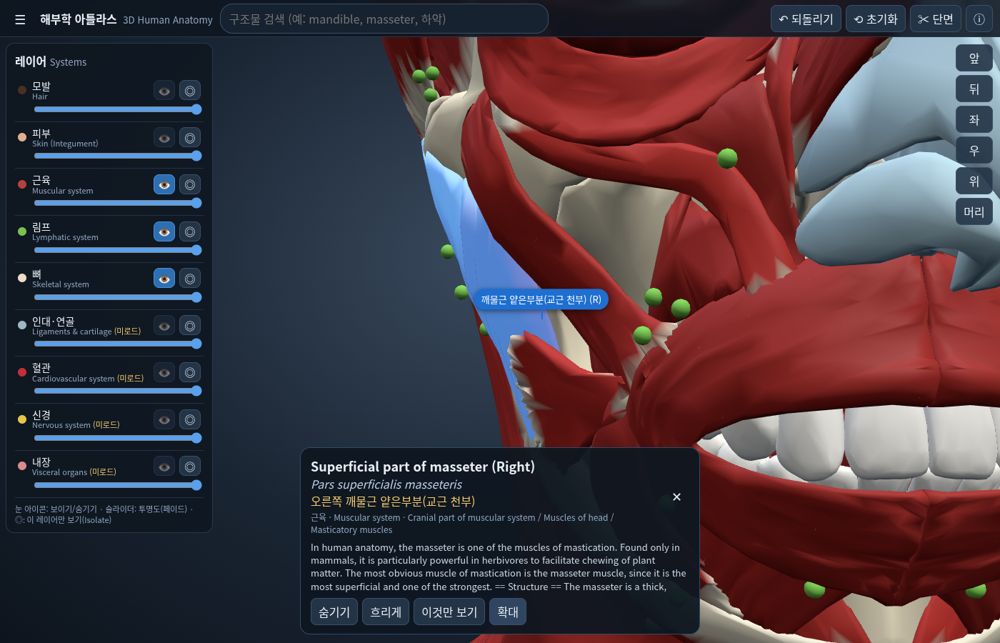 ☰ 해부학 아틀라스 3D Human Anatomy 구조물 검색 (예: mandible, masseter, 하악) ↶ 되돌리기 ⟲ 초기화 ✂ 단면 ⓘ
레이어 Systems
모발
Hair
피부
Skin (Integument)
근육
Muscular system
림프
Lymphatic system
뼈
Skeletal system
인대·연골
Ligaments & cartilage (미로드)
혈관
Cardiovascular system (미로드)
신경
Nervous system (미로드)
내장
Visceral organs (미로드)
눈 아이콘: 보이기/숨기기 · 슬라이더: 투명도(페이드) ·
◎: 이 레이어만 보기(Isolate)
앞
뒤
좌
우
위
머리
깨물근 얕은부분(교근 천부) (R)
Superficial part of masseter (Right)
Pars superficialis masseteris
오른쪽 깨물근 얕은부분(교근 천부)
근육 · Muscular system · Cranial part of muscular system / Muscles of head /
Masticatory muscles
In human anatomy, the masseter is one of the muscles of mastication. Found only in
mammals, it is particularly powerful in herbivores to facilitate chewing of plant
matter. The most obvious muscle of mastication is the masseter muscle, since it is the
most superficial and one of the strongest. == Structure == The masseter is a thick,
숨기기 흐리게 이것만 보기 확대
✕